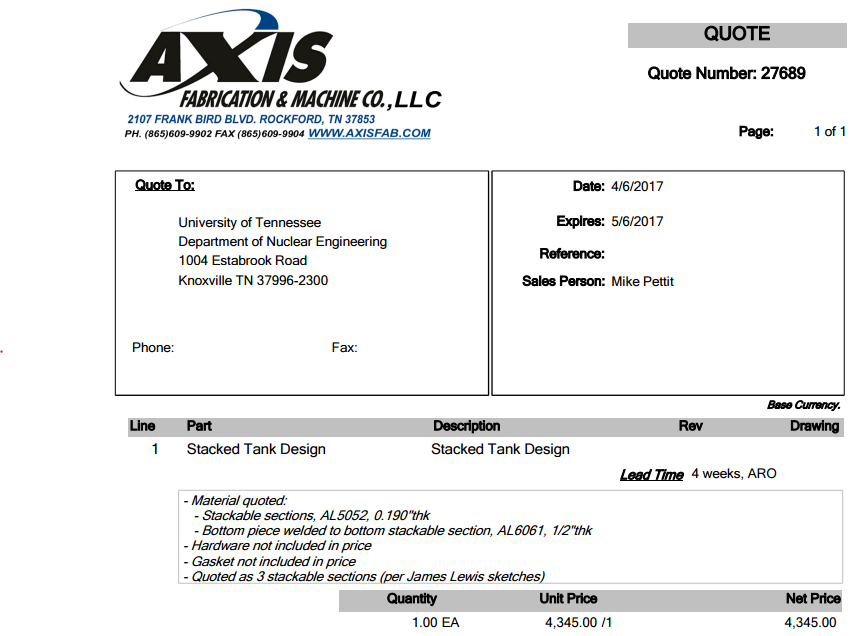 AXIS
FABRICATION & MACHINE CO., LLC
2107 FRANK BIRD BLVD. ROCKFORD, TN 37853
PH. (865)609-9902 FAX (865)609-9904 WWW.AXISFAB.COM
QUOTE
Quote Number: 27689
Page: 1 of 1
Quote To:
University of Tennessee
Department of Nuclear Engineering
1004 Estabrook Road
Knoxville TN 37996-2300
Phone: Fax:
Date: 4/6/2017
Expires: 5/6/2017
Reference:
Sales Person: Mike Pettit
Base Currency.
Line Part Description Rev Drawing
1 Stacked Tank Design Stacked Tank Design
Lead Time 4 weeks, ARO
- Material quoted:
- Stackable sections, AL5052, 0.190"thk
- Bottom piece welded to bottom stackable section, AL6061, 1/2"thk
- Hardware not included in price
- Gasket not included in price
- Quoted as 3 stackable sections (per James Lewis sketches)
Quantity Unit Price Net Price
1.00 EA 4,345.00 /1 4,345.00